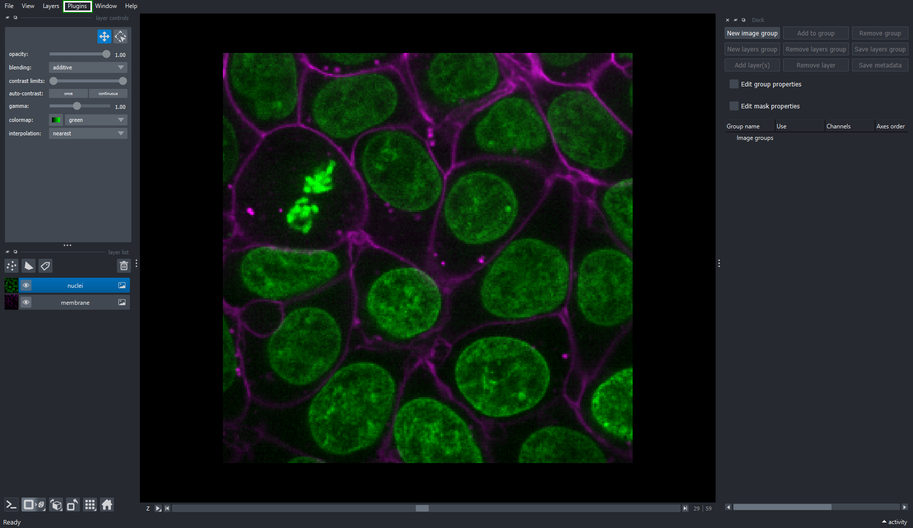 File View Layers Plugins Window Help
layer controls
opacity: 1.00
blending: additive
contrast limits:
auto-contrast: once continuous
gamma: 1.00
colormap: green
interpolation: nearest
layer list
nuclei
membrane
Ready
Z 29 59
Dock
New image group Add to group Remove group
New layers group Remove layers group Save layers group
Add layer(s) Remove layer Save metadata
Edit group properties
Edit mask properties
Group name Use Channels Axes order
Image groups
activity